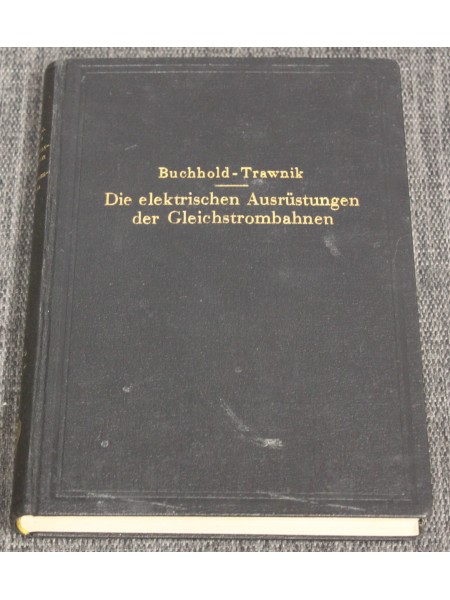 Buchhold-Trawnik
Die elektrischen Ausrüstungen
der Gleichstrombahnen